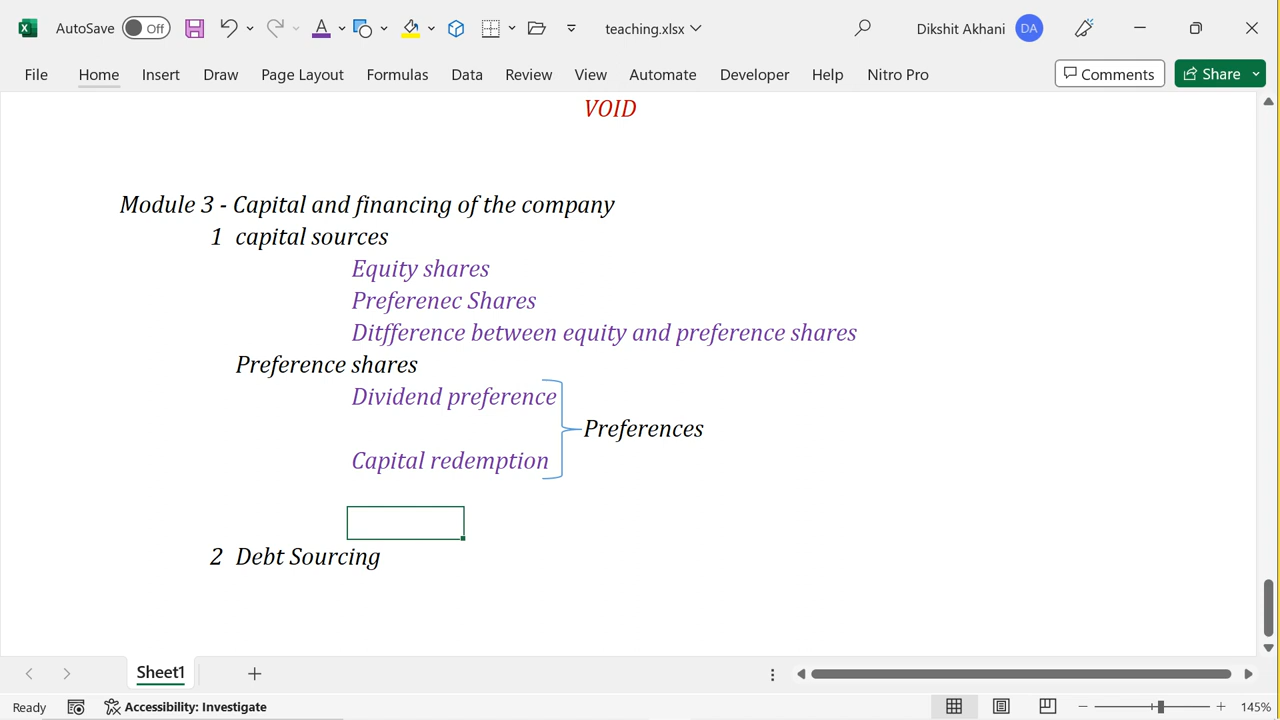 AutoSave Off teaching.xlsx Dikshit Akhani DA
File Home Insert Draw Page Layout Formulas Data Review View Automate Developer Help Nitro Pro Comments Share
VOID
Module 3 - Capital and financing of the company
1 capital sources
Equity shares
Preferenec Shares
Ditfference between equity and preference shares
Preference shares
Dividend preference
Preferences
Capital redemption
2 Debt Sourcing
Sheet1
Ready Accessibility: Investigate 145%